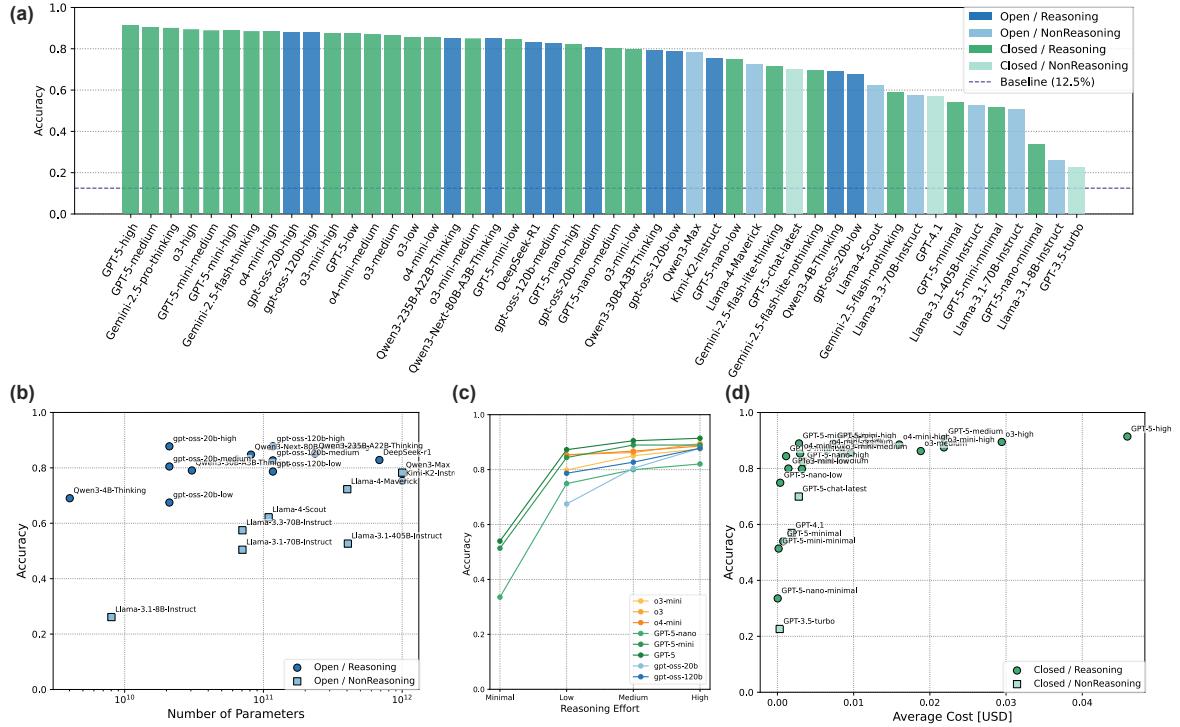 (a)
Accuracy
1.0
0.8
0.6
0.4
0.2
0.0
Open / Reasoning
Open / NonReasoning
Closed / Reasoning
Closed / NonReasoning
Baseline (12.5%)
GPT-5-high
GPT-5-medium
Gemini-2.5-pro-thinking
o3-high
GPT-5-mini-medium
GPT-5-mini-high
Gemini-2.5-flash-thinking
o4-mini-high
gpt-oss-20b-high
gpt-oss-120b-high
o3-mini-high
GPT-5-low
o4-mini-medium
o3-medium
o3-low
o4-mini-low
Qwen3-235B-A22B-Thinking
o3-mini-medium
Qwen3-Next-80B-A3B-Thinking
GPT-5-mini-low
DeepSeek-R1
gpt-oss-120b-medium
GPT-5-nano-high
gpt-oss-20b-medium
GPT-5-nano-medium
o3-mini-low
Qwen3-30B-A3B-Thinking
gpt-oss-120b-low
Qwen3-Max
Kimi-K2-Instruct
GPT-5-nano-low
Llama-4-Maverick
Gemini-2.5-flash-lite-thinking
GPT-5-chat-latest
Gemini-2.5-flash-lite-nothinking
Qwen3-4B-Thinking
gpt-oss-20b-low
Llama-4-Scout
Gemini-2.5-flash-nothinking
Llama-3.3-70B-Instruct
GPT-4.1
GPT-5-minimal
Llama-3.1-405B-Instruct
GPT-5-mini-minimal
Llama-3.1-70B-Instruct
GPT-5-nano-minimal
Llama-3.1-8B-Instruct
GPT-3.5-turbo
(b)
Accuracy
1.0
0.8
0.6
0.4
0.2
0.0
gpt-oss-20b-high
gpt-oss-120b-high
Qwen3-Next-80B
Qwen3-235B-A22B-Thinking
gpt-oss-20b-medium
gpt-oss-120b-medium
DeepSeek-r1
Qwen3-30B-A3B-Thinking
gpt-oss-120b-low
Qwen3-Max
Kimi-K2-Instr
Qwen3-4B-Thinking
gpt-oss-20b-low
Llama-4-Maverick
Llama-4-Scout
Llama-3.3-70B-Instruct
Llama-3.1-70B-Instruct
Llama-3.1-405B-Instruct
Llama-3.1-8B-Instruct
Open / Reasoning
Open / NonReasoning
10¹⁰
10¹¹
10¹²
Number of Parameters
(c)
Accuracy
1.0
0.8
0.6
0.4
0.2
0.0
o3-mini
o3
o4-mini
GPT-5-nano
GPT-5-mini
GPT-5
gpt-oss-20b
gpt-oss-120b
Minimal
Low
Medium
High
Reasoning Effort
(d)
Accuracy
1.0
0.8
0.6
0.4
0.2
0.0
GPT-5-high
GPT-5-medium
o3-high
o4-mini-high
o3-mini-high
o3-medium
GPT-5-mini-high
GPT-5-nano-high
GPT-5-nano-low
GPT-5-chat-latest
GPT-4.1
GPT-5-minimal
GPT-5-mini-minimal
GPT-5-nano-minimal
GPT-3.5-turbo
Closed / Reasoning
Closed / NonReasoning
0.00
0.01
0.02
0.03
0.04
Average Cost [USD]